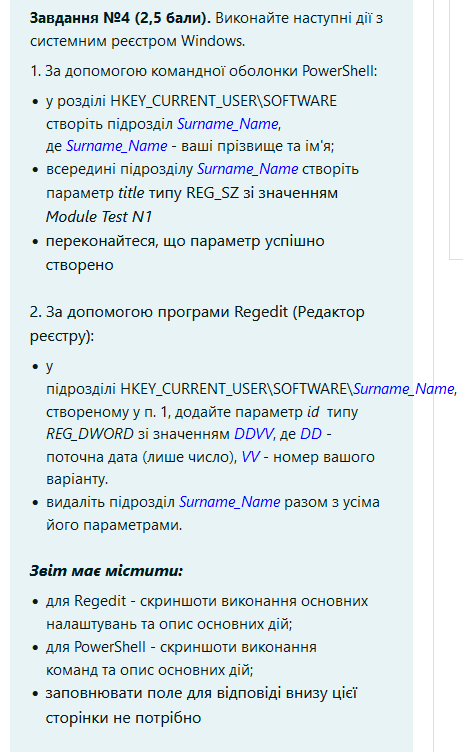 Завдання №4 (2,5 бали). Виконайте наступні дії з
системним реєстром Windows.
1. За допомогою командної оболонки PowerShell:
• у розділі HKEY_CURRENT_USER\SOFTWARE
створіть підрозділ Surname_Name,
де Surname_Name - ваші прізвище та ім'я;
• всередині підрозділу Surname_Name створіть
параметр title типу REG_SZ зі значенням
Module Test N1
• переконайтеся, що параметр успішно
створено
2. За допомогою програми Regedit (Редактор
реєстру):
• у
підрозділі HKEY_CURRENT_USER\SOFTWARE\Surname_Name,
створеному у п. 1, додайте параметр id типу
REG_DWORD зі значенням DDVV, де DD -
поточна дата (лише число), VV - номер вашого
варіанту.
• видаліть підрозділ Surname_Name разом з усіма
його параметрами.
Звіт має містити:
• для Regedit - скриншоти виконання основних
налаштувань та опис основних дій;
• для PowerShell - скриншоти виконання
команд та опис основних дій;
• заповнювати поле для відповіді внизу цієї
сторінки не потрібно